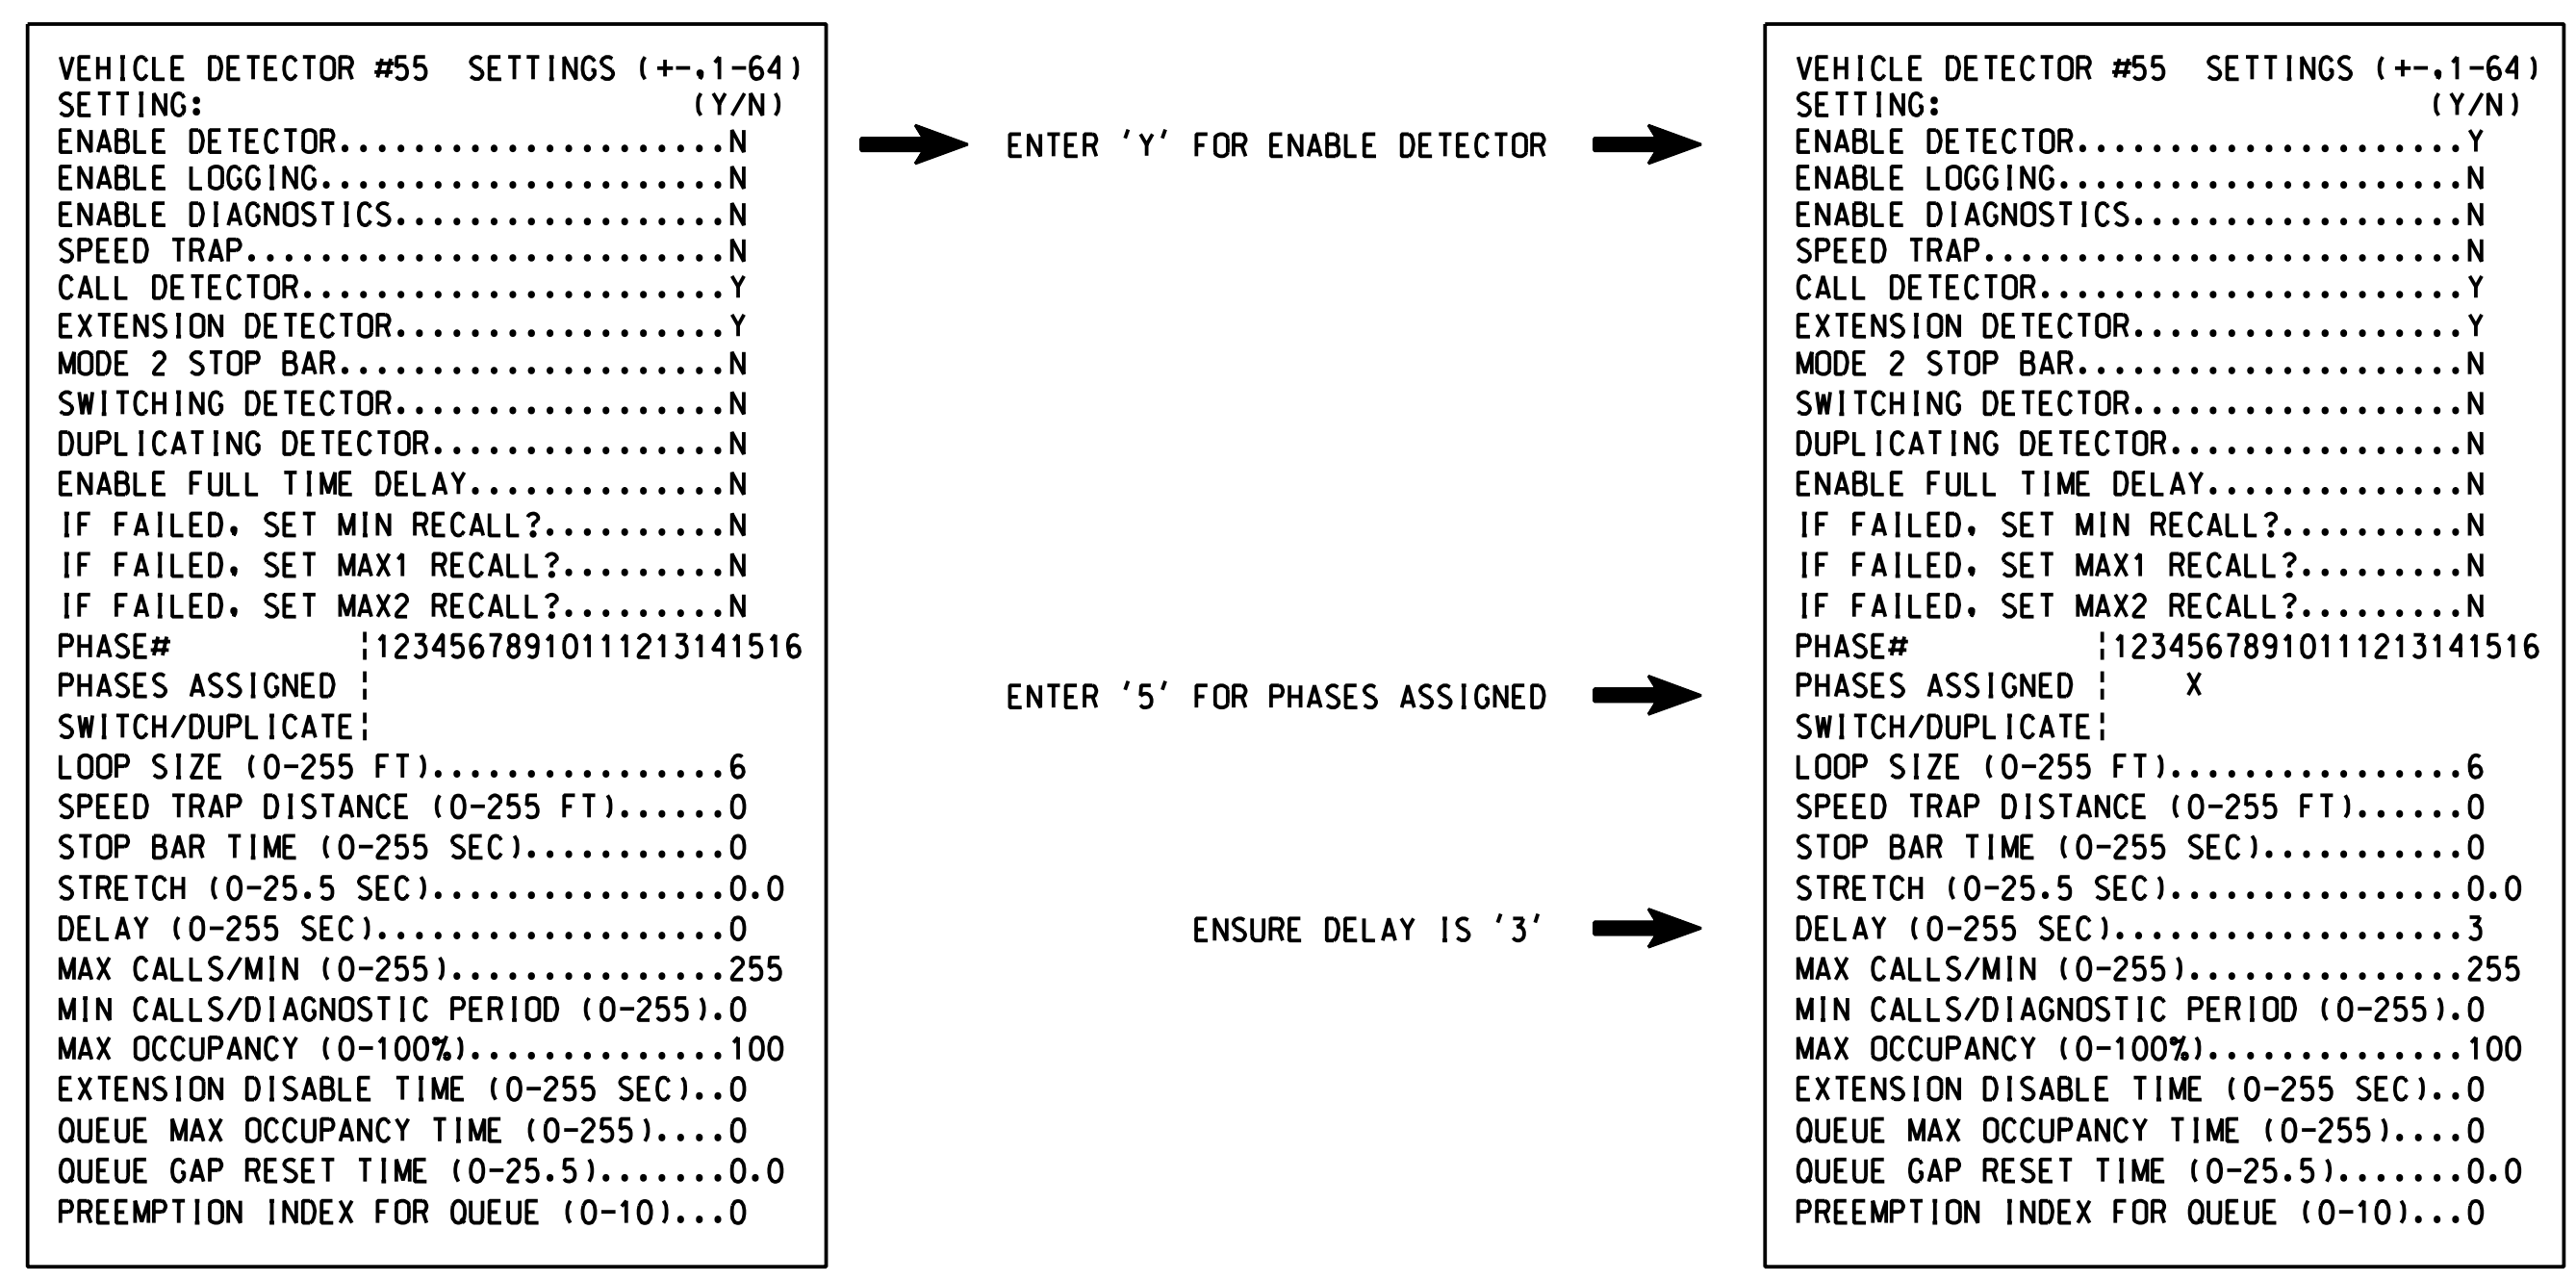 VEHICLE DETECTOR #55  SETTINGS (+-,1-64)
SETTING:                          (Y/N)
ENABLE DETECTOR.....................N
ENABLE LOGGING......................N
ENABLE DIAGNOSTICS..................N
SPEED TRAP..........................N
CALL DETECTOR.......................Y
EXTENSION DETECTOR..................Y
MODE 2 STOP BAR.....................N
SWITCHING DETECTOR..................N
DUPLICATING DETECTOR................N
ENABLE FULL TIME DELAY..............N
IF FAILED, SET MIN RECALL?..........N
IF FAILED, SET MAX1 RECALL?.........N
IF FAILED, SET MAX2 RECALL?.........N
PHASE#          ¦12345678910111213141516
PHASES ASSIGNED ¦
SWITCH/DUPLICATE¦
LOOP SIZE (0-255 FT)................6
SPEED TRAP DISTANCE (0-255 FT)......0
STOP BAR TIME (0-255 SEC)...........0
STRETCH (0-25.5 SEC)................0.0
DELAY (0-255 SEC)...................0
MAX CALLS/MIN (0-255)...............255
MIN CALLS/DIAGNOSTIC PERIOD (0-255).0
MAX OCCUPANCY (0-100%)..............100
EXTENSION DISABLE TIME (0-255 SEC)..0
QUEUE MAX OCCUPANCY TIME (0-255)....0
QUEUE GAP RESET TIME (0-25.5).......0.0
PREEMPTION INDEX FOR QUEUE (0-10)...0
ENTER 'Y' FOR ENABLE DETECTOR
ENTER '5' FOR PHASES ASSIGNED
ENSURE DELAY IS '3'
VEHICLE DETECTOR #55  SETTINGS (+-,1-64)
SETTING:                          (Y/N)
ENABLE DETECTOR.....................Y
ENABLE LOGGING......................N
ENABLE DIAGNOSTICS..................N
SPEED TRAP..........................N
CALL DETECTOR.......................Y
EXTENSION DETECTOR..................Y
MODE 2 STOP BAR.....................N
SWITCHING DETECTOR..................N
DUPLICATING DETECTOR................N
ENABLE FULL TIME DELAY..............N
IF FAILED, SET MIN RECALL?..........N
IF FAILED, SET MAX1 RECALL?.........N
IF FAILED, SET MAX2 RECALL?.........N
PHASE#          ¦12345678910111213141516
PHASES ASSIGNED ¦    X
SWITCH/DUPLICATE¦
LOOP SIZE (0-255 FT)................6
SPEED TRAP DISTANCE (0-255 FT)......0
STOP BAR TIME (0-255 SEC)...........0
STRETCH (0-25.5 SEC)................0.0
DELAY (0-255 SEC)...................3
MAX CALLS/MIN (0-255)...............255
MIN CALLS/DIAGNOSTIC PERIOD (0-255).0
MAX OCCUPANCY (0-100%)..............100
EXTENSION DISABLE TIME (0-255 SEC)..0
QUEUE MAX OCCUPANCY TIME (0-255)....0
QUEUE GAP RESET TIME (0-25.5).......0.0
PREEMPTION INDEX FOR QUEUE (0-10)...0